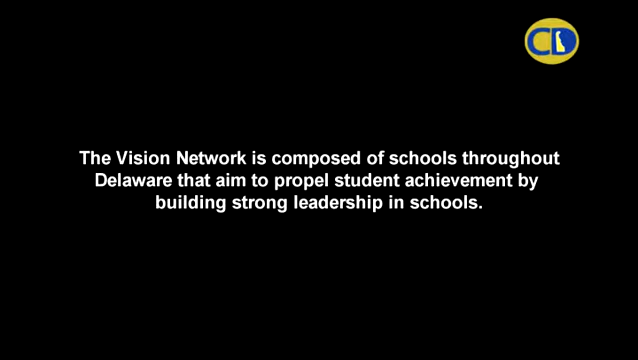 CD
The Vision Network is composed of schools throughout
Delaware that aim to propel student achievement by
building strong leadership in schools.